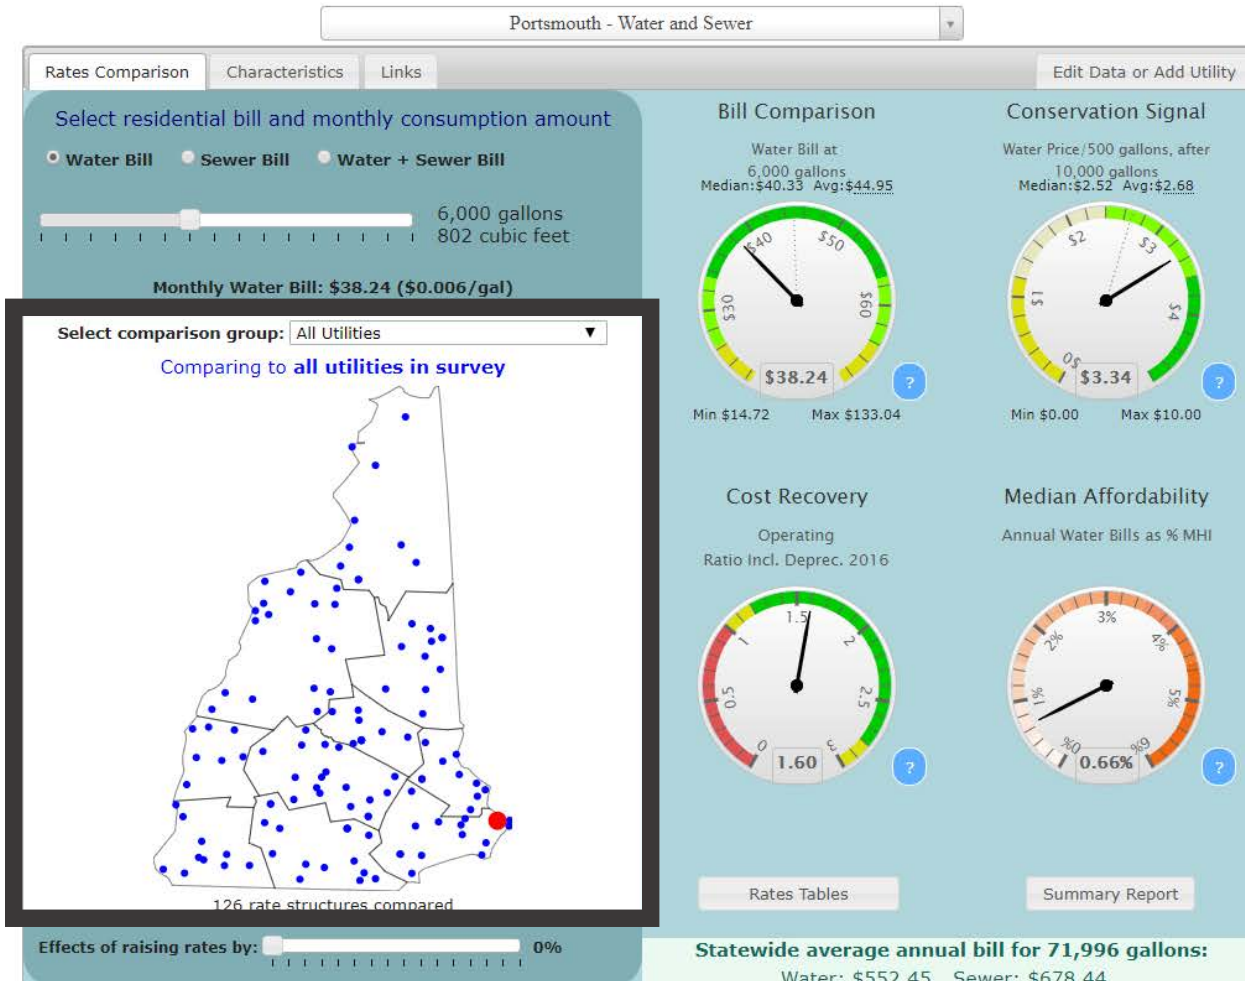 Portsmouth - Water and Sewer
Rates Comparison
Characteristics
Links
Edit Data or Add Utility
Select residential bill and monthly consumption amount
Water Bill
Sewer Bill
Water + Sewer Bill
6,000 gallons
802 cubic feet
Monthly Water Bill: $38.24 ($0.006/gal)
Select comparison group: All Utilities
Comparing to all utilities in survey
126 rate structures compared
Effects of raising rates by: 0%
Bill Comparison
Water Bill at
6,000 gallons
Median:$40.33 Avg:$44.95
$30
$40
$50
$60
$38.24
?
Min $14.72 Max $133.04
Conservation Signal
Water Price/500 gallons, after
10,000 gallons
Median:$2.52 Avg:$2.68
$0
$1
$2
$3
$4
$3.34
?
Min $0.00 Max $10.00
Cost Recovery
Operating
Ratio Incl. Deprec. 2016
0
0.5
1
1.5
2
2.5
3
1.60
?
Median Affordability
Annual Water Bills as % MHI
0%
1%
2%
3%
4%
5%
6%
0.66%
?
Rates Tables
Summary Report
Statewide average annual bill for 71,996 gallons:
Water: $552.45 Sewer: $678.44